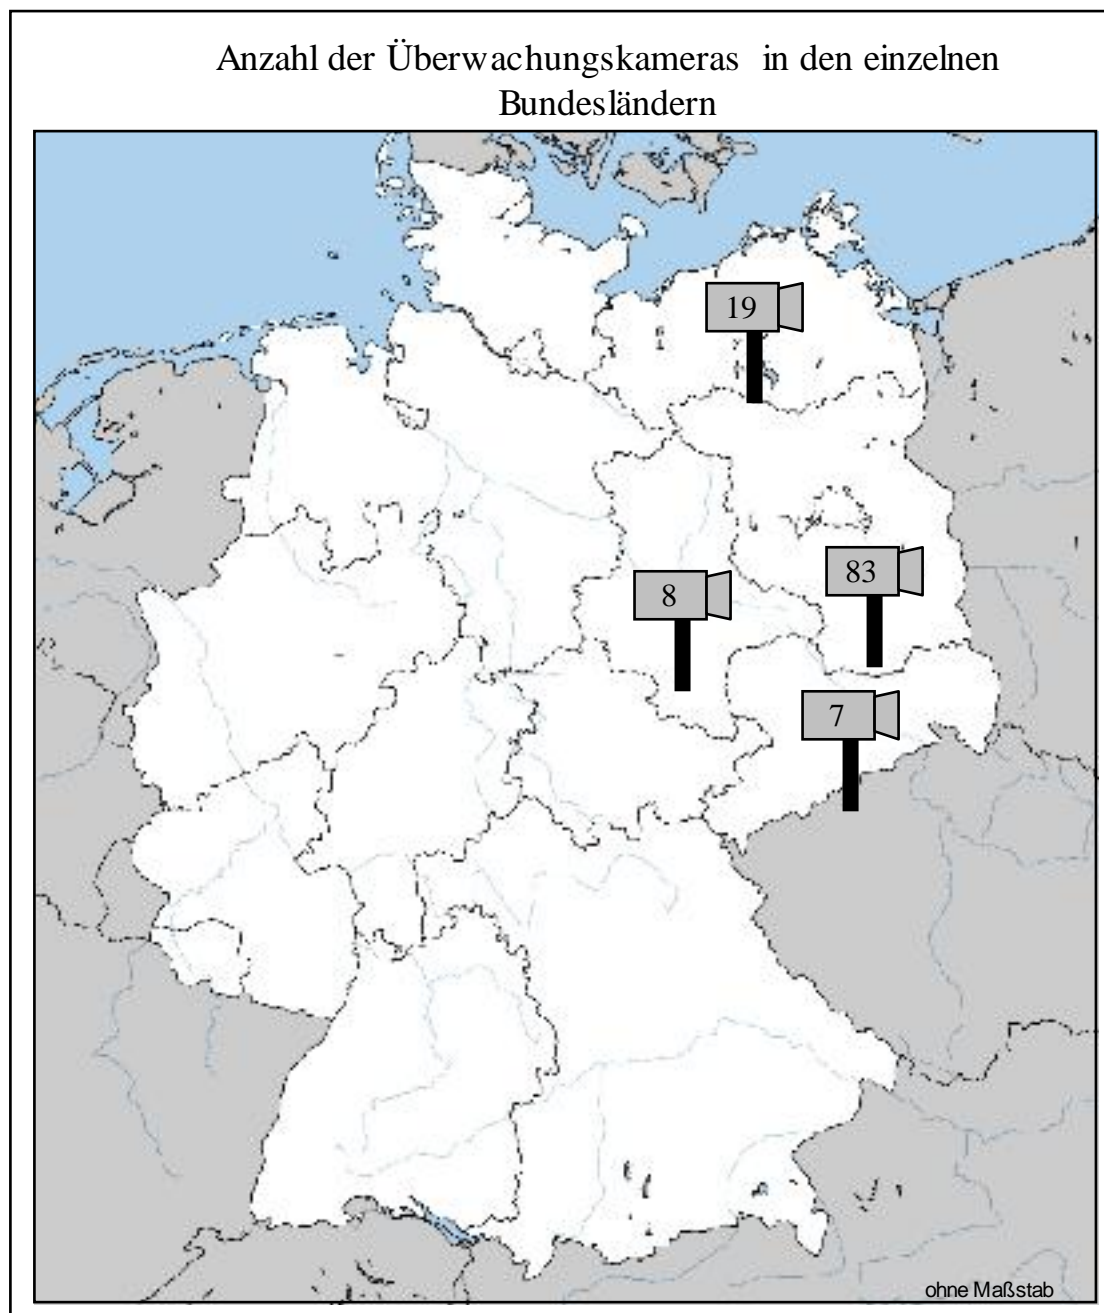 Anzahl der Überwachungskameras in den einzelnen
Bundesländern
19
83
8
7
ohne Maßstab